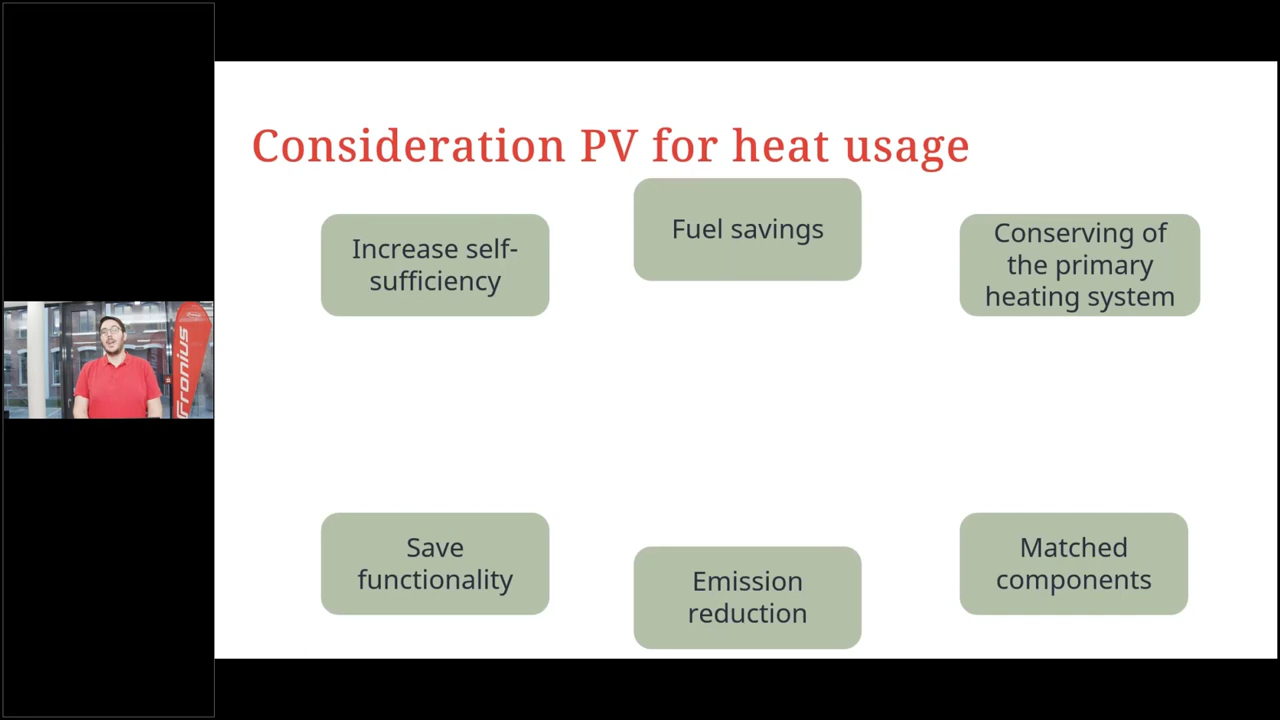 Consideration PV for heat usage
Increase self-
sufficiency
Fuel savings
Conserving of
the primary
heating system
Save
functionality
Emission
reduction
Matched
components
Fronius